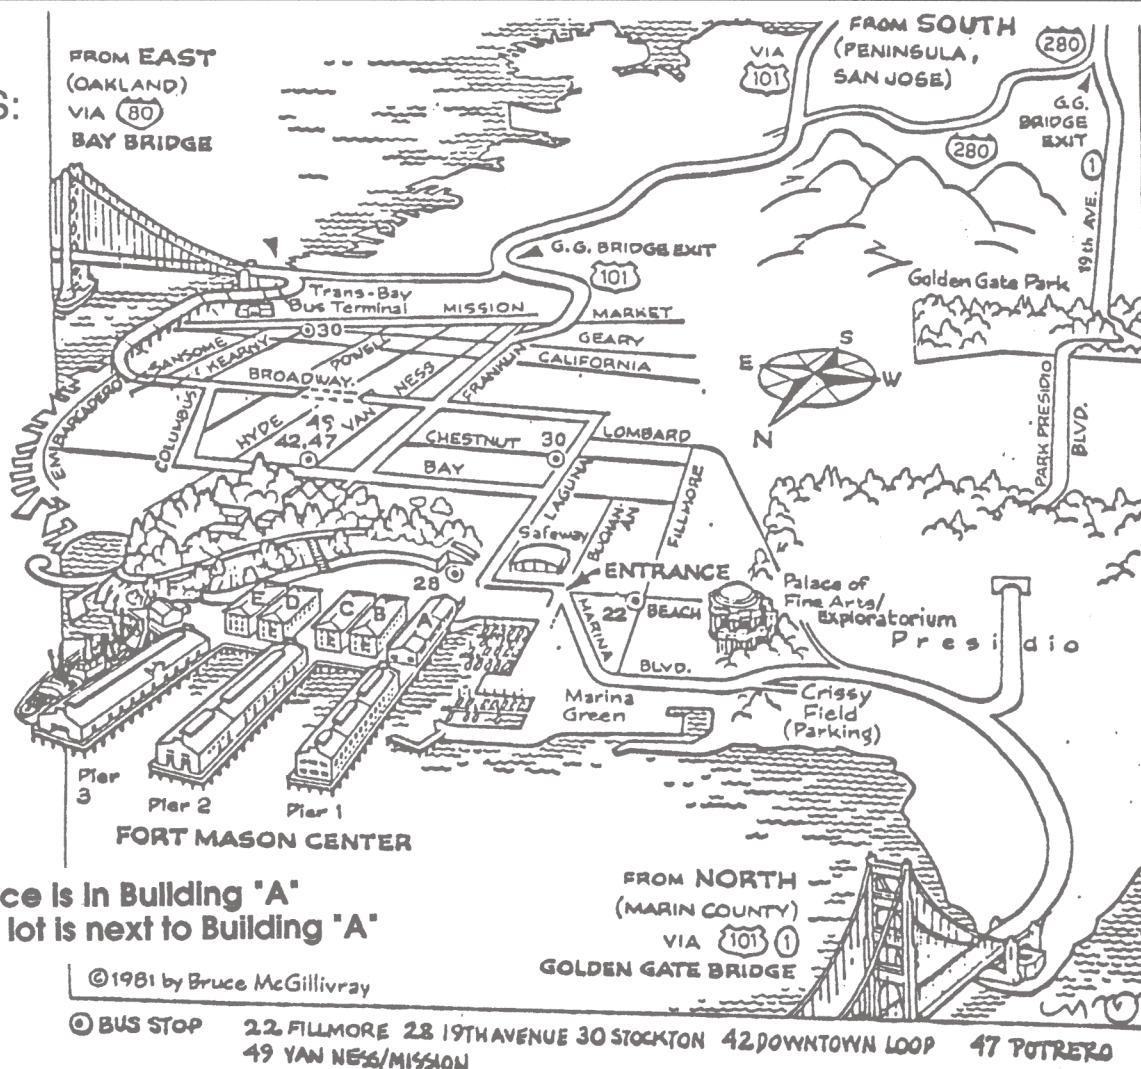 FROM EAST
(OAKLAND)
VIA 80
BAY BRIDGE
S:
VIA
101
FROM SOUTH
(PENINSULA,
SAN JOSE)
280
G.G.
BRIDGE
EXIT
280
1
19th AVE.
G.G. BRIDGE EXIT
101
Golden Gate Park
Trans-Bay
Bus Terminal
MISSION
MARKET
30
GEARY
CALIFORNIA
SANSOME
KEARNY
POWELL
BROADWAY
NESS
FRANKLIN
S
E
W
N
EMBARCADERO
COLUMBUS
HYDE
49
42,47
VAN
CHESTNUT
30
LOMBARD
BAY
LAGUNA
PARK PRESIDIO
BLVD.
Safeway
BUCHAN-
AN
FILLMORE
28
ENTRANCE
22
BEACH
MARINA
BLVD.
Palace of
Fine Arts/
Exploratorium
Presidio
F
E
D
C
B
A
Marina
Green
Crissy
Field
(Parking)
Pier
3
Pier 2
Pier 1
FORT MASON CENTER
ce is in Building "A"
lot is next to Building "A"
FROM NORTH
(MARIN COUNTY)
VIA 101 1
GOLDEN GATE BRIDGE
©1981 by Bruce McGillivray
BUS STOP 22 FILLMORE 28 19TH AVENUE 30 STOCKTON 42 DOWNTOWN LOOP 47 POTRERO
49 VAN NESS/MISSION